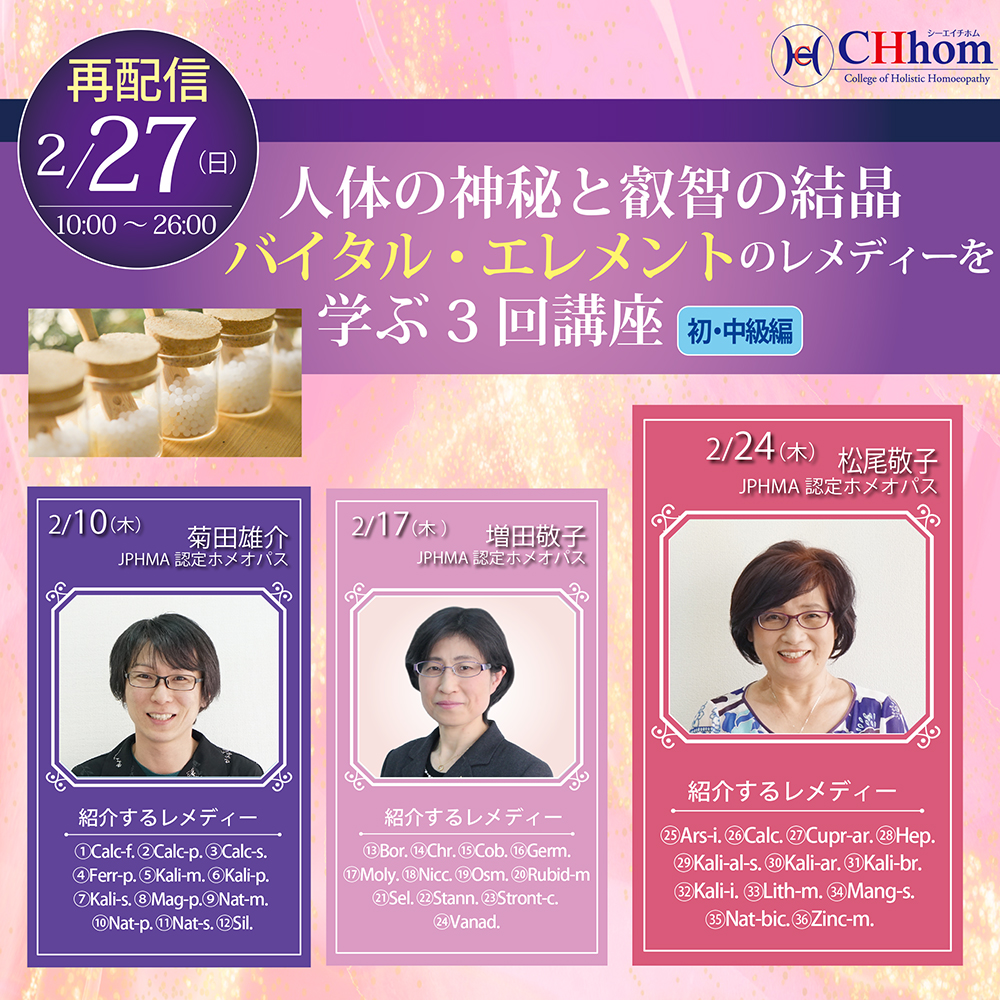 シーエイチホム
CHhom
College of Holistic Homoeopathy
再配信
2/27(日)
10:00 ～ 26:00
人体の神秘と叡智の結晶
バイタル・エレメントのレメディーを
学ぶ3回講座 初・中級編
2/10(木)
菊田雄介
JPHMA 認定ホメオパス
紹介するレメディー
①Calc-f. ②Calc-p. ③Calc-s.
④Ferr-p. ⑤Kali-m. ⑥Kali-p.
⑦Kali-s. ⑧Mag-p.⑨Nat-m.
⑩Nat-p. ⑪Nat-s. ⑫Sil.
2/17(木)
増田敬子
JPHMA 認定ホメオパス
紹介するレメディー
⑬Bor. ⑭Chr. ⑮Cob. ⑯Germ.
⑰Moly. ⑱Nicc. ⑲Osm. ⑳Rubid-m
㉑Sel. ㉒Stann. ㉓Stront-c.
㉔Vanad.
2/24(木)
松尾敬子
JPHMA 認定ホメオパス
紹介するレメディー
㉕Ars-i. ㉖Calc. ㉗Cupr-ar. ㉘Hep.
㉙Kali-al-s. ㉚Kali-ar. ㉛Kali-br.
㉜Kali-i. ㉝Lith-m. ㉞Mang-s.
㉟Nat-bic. ㊱Zinc-m.